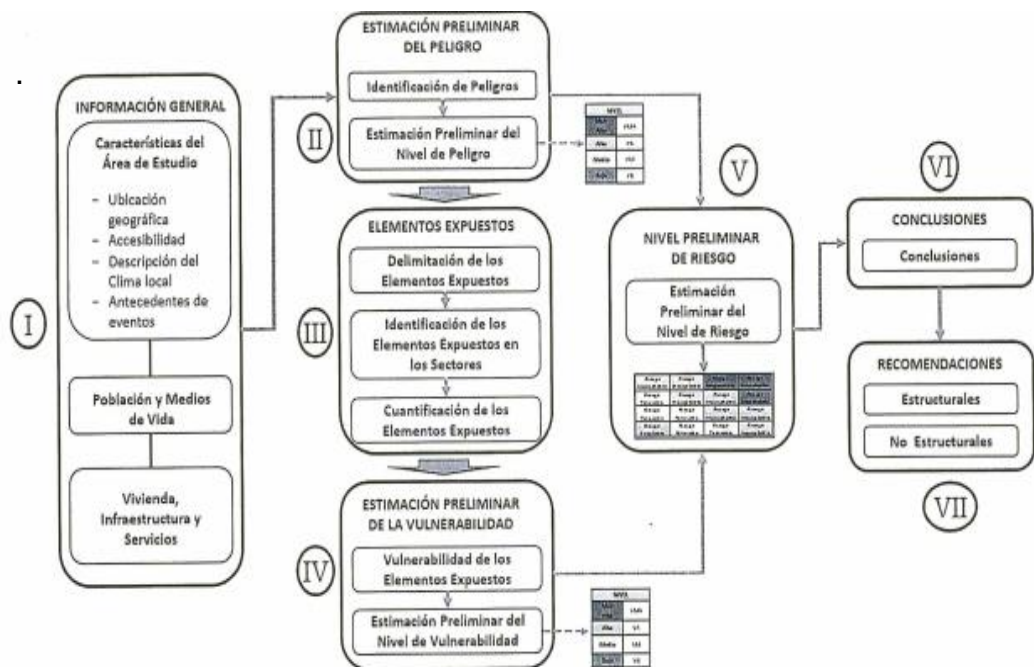 I
INFORMACIÓN GENERAL
Características del
Área de Estudio
– Ubicación
geográfica
– Accesibilidad
– Descripción del
Clima local
– Antecedentes de
eventos
Población y Medios
de Vida
Vivienda,
Infraestructura y
Servicios
II
ESTIMACIÓN PRELIMINAR
DEL PELIGRO
Identificación de Peligros
Estimación Preliminar del
Nivel de Peligro
NIVEL
Alto
Medio
III
ELEMENTOS EXPUESTOS
Delimitación de los
Elementos Expuestos
Identificación de los
Elementos Expuestos en
los Sectores
Cuantificación de los
Elementos Expuestos
IV
ESTIMACIÓN PRELIMINAR
DE LA VULNERABILIDAD
Vulnerabilidad de los
Elementos Expuestos
Estimación Preliminar del
Nivel de Vulnerabilidad
NIVEL
V
NIVEL PRELIMINAR
DE RIESGO
Estimación
Preliminar del
Nivel de Riesgo
VI
CONCLUSIONES
Conclusiones
RECOMENDACIONES
Estructurales
No Estructurales
VII